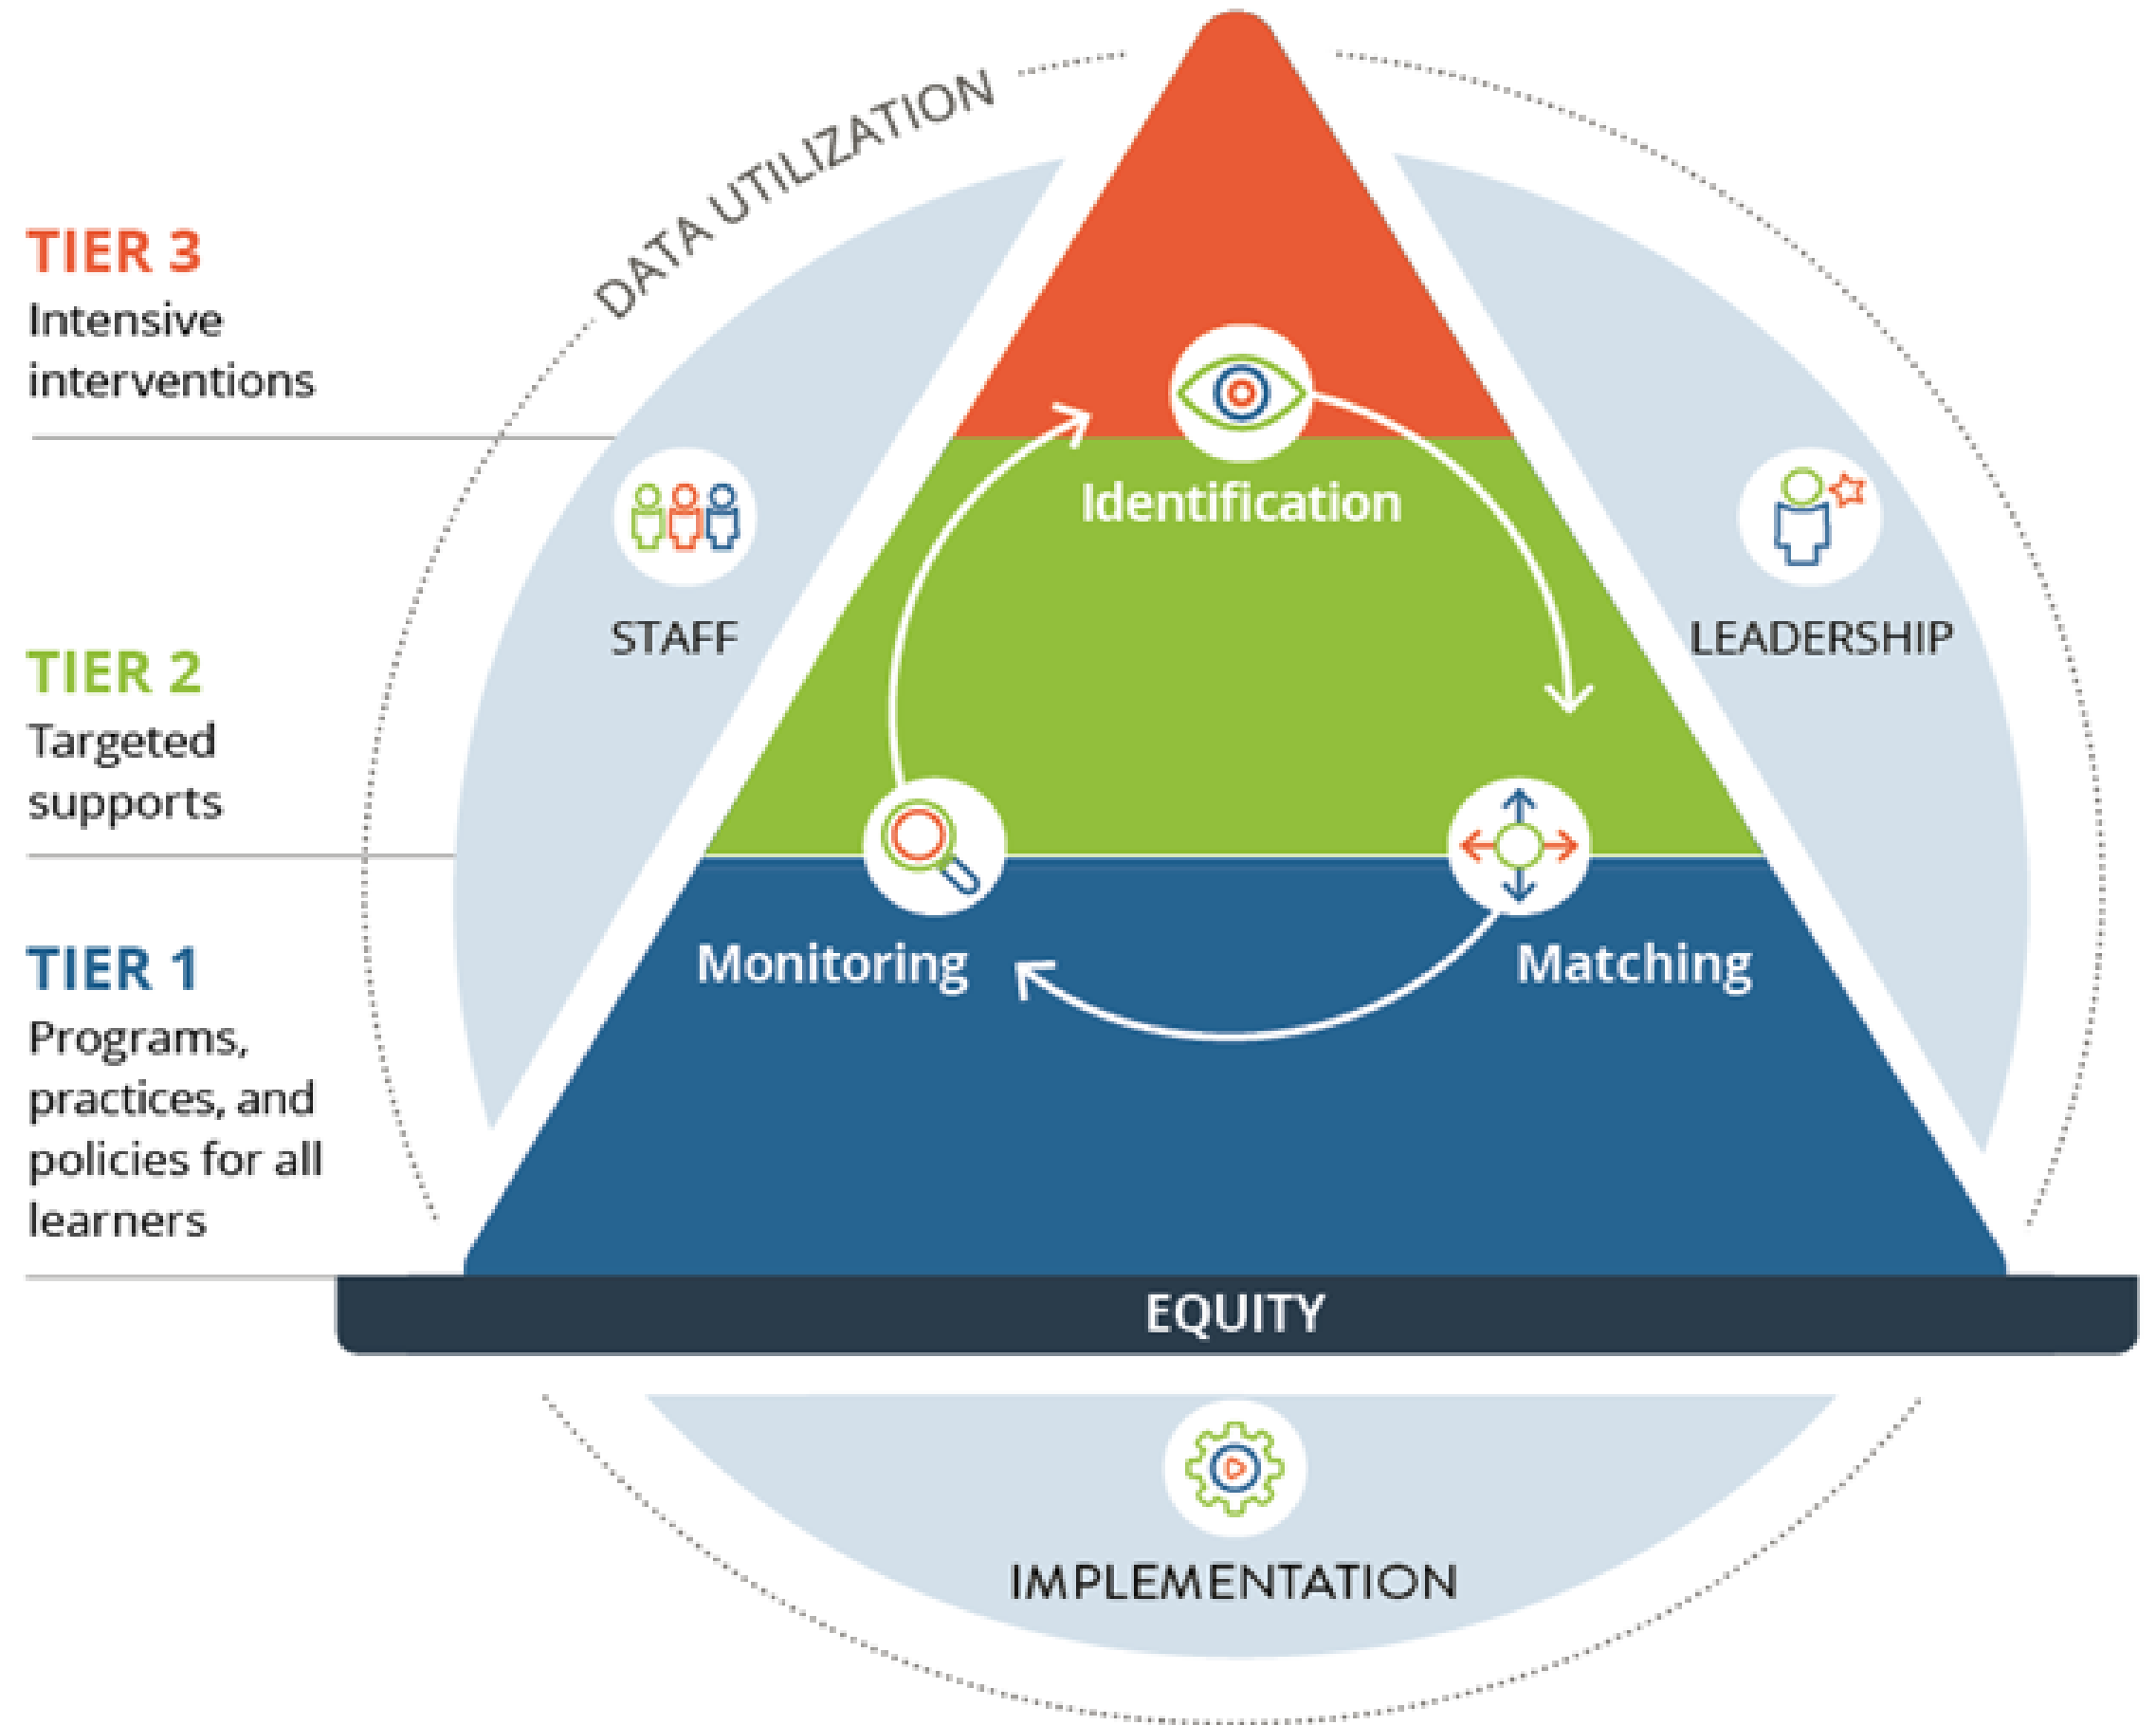 DATA UTILIZATION
TIER 3
Intensive
interventions
Identification
STAFF
LEADERSHIP
TIER 2
Targeted
supports
TIER 1
Programs,
practices, and
policies for all
learners
Monitoring
Matching
EQUITY
IMPLEMENTATION